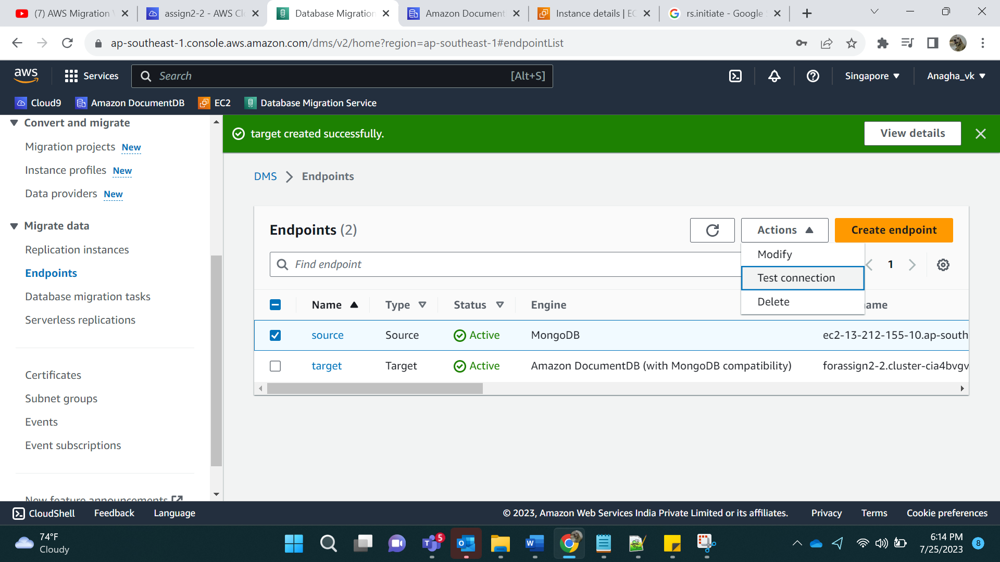 (7) AWS Migration
assign2-2 - AWS Cl
Database Migration
Amazon Document
Instance details | EC
rs.initiate - Google
ap-southeast-1.console.aws.amazon.com/dms/v2/home?region=ap-southeast-1#endpointList
aws
Services
Search
[Alt+S]
Singapore
Anagha_vk
Cloud9
Amazon DocumentDB
EC2
Database Migration Service
Convert and migrate
Migration projects New
Instance profiles New
Data providers New
Migrate data
Replication instances
Endpoints
Database migration tasks
Serverless replications
Certificates
Subnet groups
Events
Event subscriptions
New feature announcements
target created successfully.
View details
DMS
Endpoints
Endpoints (2)
Actions
Create endpoint
Modify
Test connection
Delete
Find endpoint
1
Name Type Status Engine ame
source Source Active MongoDB ec2-13-212-155-10.ap-south
target Target Active Amazon DocumentDB (with MongoDB compatibility) forassign2-2.cluster-cia4bvgv
CloudShell
Feedback
Language
© 2023, Amazon Web Services India Private Limited or its affiliates.
Privacy
Terms
Cookie preferences
74°F
Cloudy
5
6:14 PM
7/25/2023
8